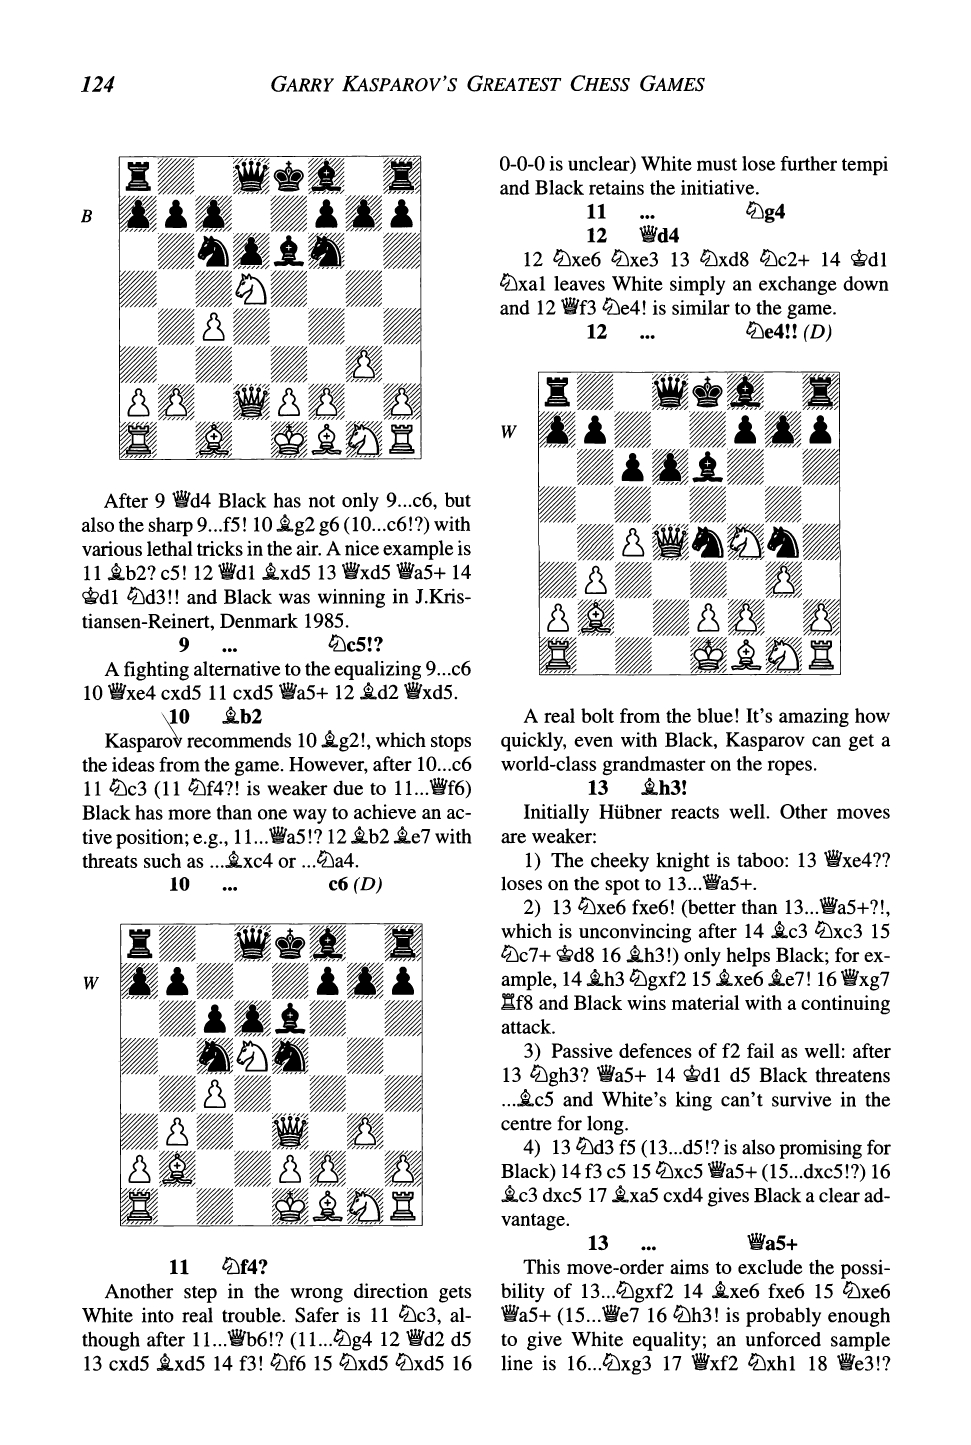 124
GARRY KASPAROV'S GREATEST CHESS GAMES
B
After 9 ♕d4 Black has not only 9...c6, but
also the sharp 9...f5! 10 ♗g2 g6 (10...c6!?) with
various lethal tricks in the air. A nice example is
11 ♗b2? c5! 12 ♕d1 ♗xd5 13 ♕xd5 ♕a5+ 14
♔d1 ♘d3!! and Black was winning in J.Kris-
tiansen-Reinert, Denmark 1985.
9 ... ♘c5!?
A fighting alternative to the equalizing 9...c6
10 ♕xe4 cxd5 11 cxd5 ♕a5+ 12 ♗d2 ♕xd5.
10 ♗b2
Kasparov recommends 10 ♗g2!, which stops
the ideas from the game. However, after 10...c6
11 ♘c3 (11 ♘f4?! is weaker due to 11...♕f6)
Black has more than one way to achieve an ac-
tive position; e.g., 11...♕a5!? 12 ♗b2 ♗e7 with
threats such as ...♗xc4 or ...♘a4.
10 ... c6 (D)
W
11 ♘f4?
Another step in the wrong direction gets
White into real trouble. Safer is 11 ♘c3, al-
though after 11...♕b6!? (11...♘g4 12 ♕d2 d5
13 cxd5 ♗xd5 14 f3! ♘f6 15 ♘xd5 ♘xd5 16
0-0-0 is unclear) White must lose further tempi
and Black retains the initiative.
11 ... ♘g4
12 ♕d4
12 ♘xe6 ♘xe3 13 ♘xd8 ♘c2+ 14 ♔d1
♘xa1 leaves White simply an exchange down
and 12 ♕f3 ♘e4! is similar to the game.
12 ... ♘e4!! (D)
W
A real bolt from the blue! It's amazing how
quickly, even with Black, Kasparov can get a
world-class grandmaster on the ropes.
13 ♗h3!
Initially Hübner reacts well. Other moves
are weaker:
1) The cheeky knight is taboo: 13 ♕xe4??
loses on the spot to 13...♕a5+.
2) 13 ♘xe6 fxe6! (better than 13...♕a5+?!,
which is unconvincing after 14 ♗c3 ♘xc3 15
♘c7+ ♔d8 16 ♗h3!) only helps Black; for ex-
ample, 14 ♗h3 ♘gxf2 15 ♗xe6 ♗e7! 16 ♕xg7
♖f8 and Black wins material with a continuing
attack.
3) Passive defences of f2 fail as well: after
13 ♘gh3? ♕a5+ 14 ♔d1 d5 Black threatens
...♗c5 and White's king can't survive in the
centre for long.
4) 13 ♘d3 f5 (13...d5!? is also promising for
Black) 14 f3 c5 15 ♘xc5 ♕a5+ (15...dxc5!?) 16
♗c3 dxc5 17 ♗xa5 cxd4 gives Black a clear ad-
vantage.
13 ... ♕a5+
This move-order aims to exclude the possi-
bility of 13...♘gxf2 14 ♗xe6 fxe6 15 ♘xe6
♕a5+ (15...♕e7 16 ♘h3! is probably enough
to give White equality; an unforced sample
line is 16...♘xg3 17 ♕xf2 ♘xh1 18 ♕e3!?